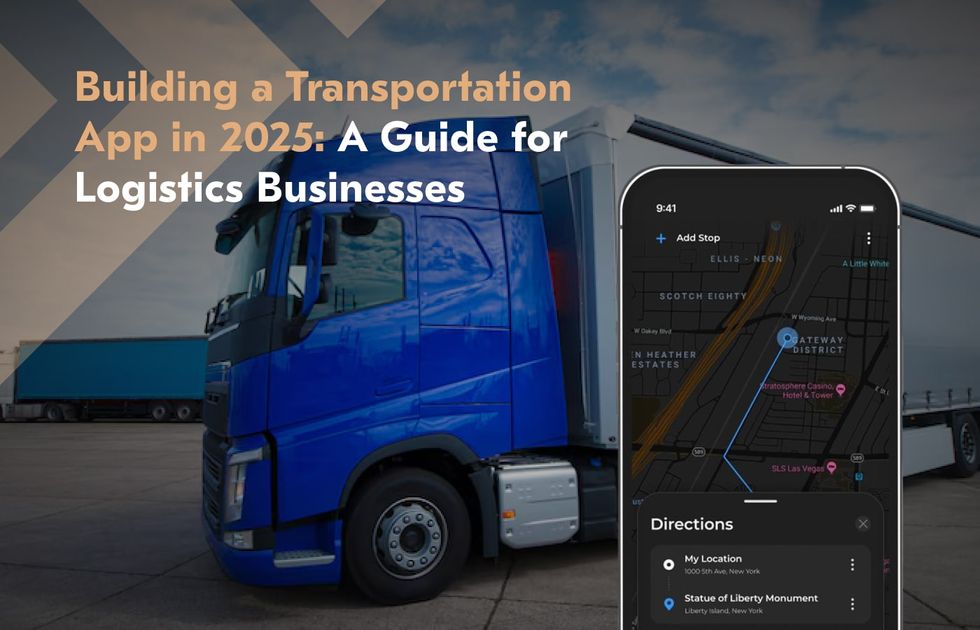 Building a Transportation
App in 2025: A Guide for
Logistics Businesses
9:41
Add Stop
ELLIS - NEON
A Little White
SCOTCH EIGHTY
W Wyoming Ave
W Oakey Blvd
GATEWAY
DISTRICT
N HEATHER
ESTATES
Stratosphere Casino,
Hotel & Tower
589
589
SLS Las Vegas
Directions
My Location
1000 5th Ave, New York
Statue of Liberty Monument
Liberty Island, New York